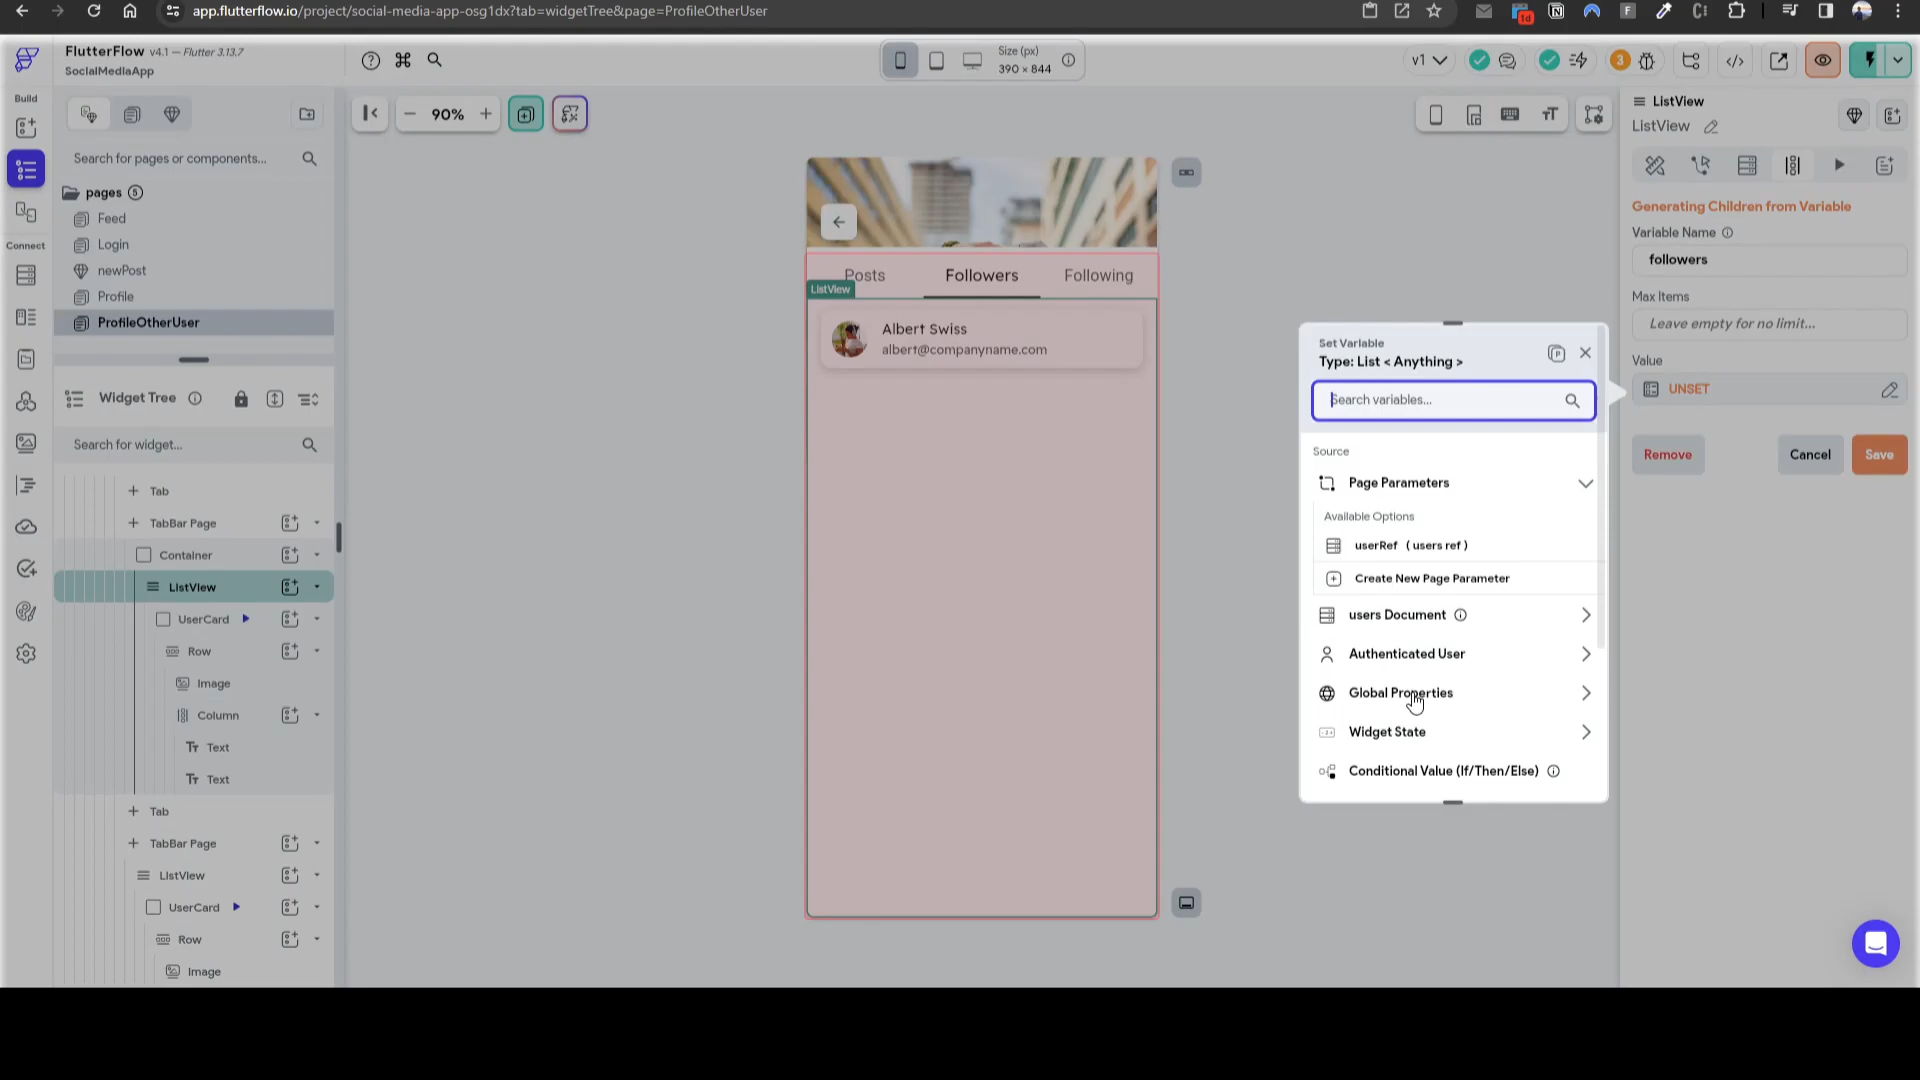 app.flutterflow.io/project/social-media-app-osg1dx?tab=widgetTree&page=ProfileOtherUser
1d
FlutterFlow v4.1 — Flutter 3.13.7
SocialMediaApp
Size (px)
390 × 844
v1
3
Build
90%
Search for pages or components...
pages 5
Feed
Login
newPost
Profile
ProfileOtherUser
Connect
Widget Tree
Search for widget...
Tab
TabBar Page
Container
ListView
UserCard
Row
Image
Column
Text
Text
Tab
TabBar Page
ListView
UserCard
Row
Image
Posts
Followers
Following
ListView
Albert Swiss
albert@companyname.com
Set Variable
Type: List < Anything >
Search variables...
Source
Page Parameters
Available Options
userRef ( users ref )
Create New Page Parameter
users Document
Authenticated User
Global Properties
Widget State
Conditional Value (If/Then/Else)
ListView
ListView
Generating Children from Variable
Variable Name
followers
Max Items
Leave empty for no limit...
Value
UNSET
Remove
Cancel
Save